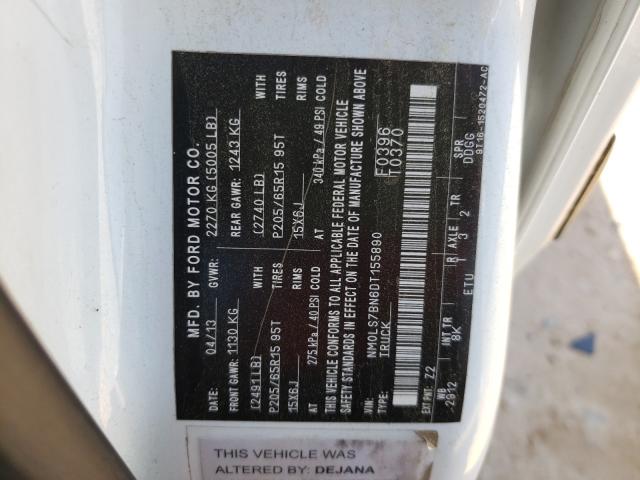 MFD. BY FORD MOTOR CO.
DATE: 04/13 GVWR: 2270 KG (5005 LB)
FRONT GAWR: 1130 KG REAR GAWR: 1243 KG
(2491 LB) (2740 LB)
P205/65R15 95T TIRES P205/65R15 95T TIRES
15X6J RIMS 15X6J RIMS
AT 275 kPa / 40 PSI COLD AT 340 kPa / 49 PSI COLD
THIS VEHICLE CONFORMS TO ALL APPLICABLE FEDERAL MOTOR VEHICLE
SAFETY STANDARDS IN EFFECT ON THE DATE OF MANUFACTURE SHOWN ABOVE
VIN: NM0LS7BN6DT155890 F0396
TYPE: TRUCK T0370
EXT PNT: Z2
WB INT TR R AXLE TR SPR
2912 8K ETU 1 3 2 DDGG
9T16-1520472-AC
THIS VEHICLE WAS
ALTERED BY: DEJANA